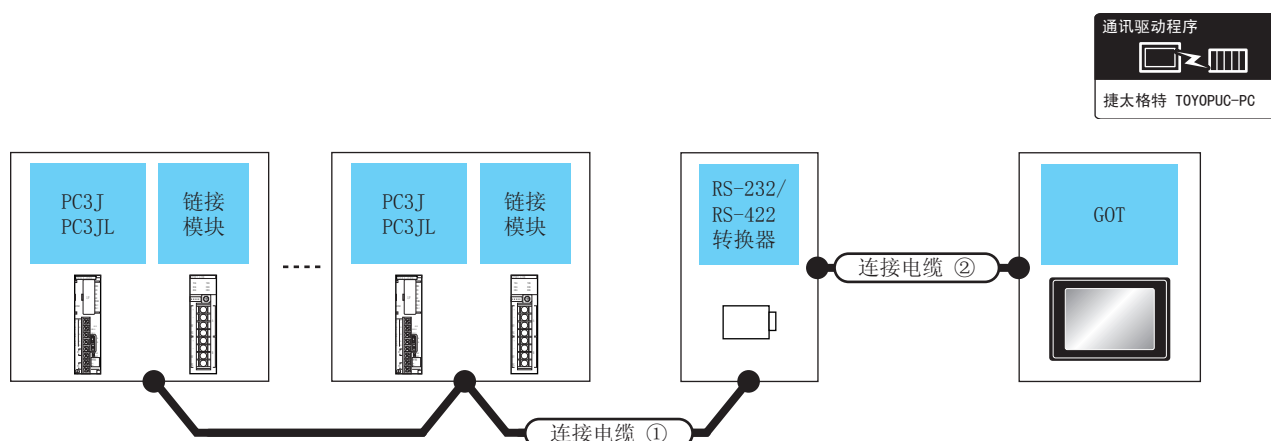 通讯驱动程序
捷太格特 TOYOPUC-PC
PC3J
PC3JL
链接
模块
PC3J
PC3JL
链接
模块
RS-232/
RS-422
转换器
GOT
连接电缆 ②
连接电缆 ①